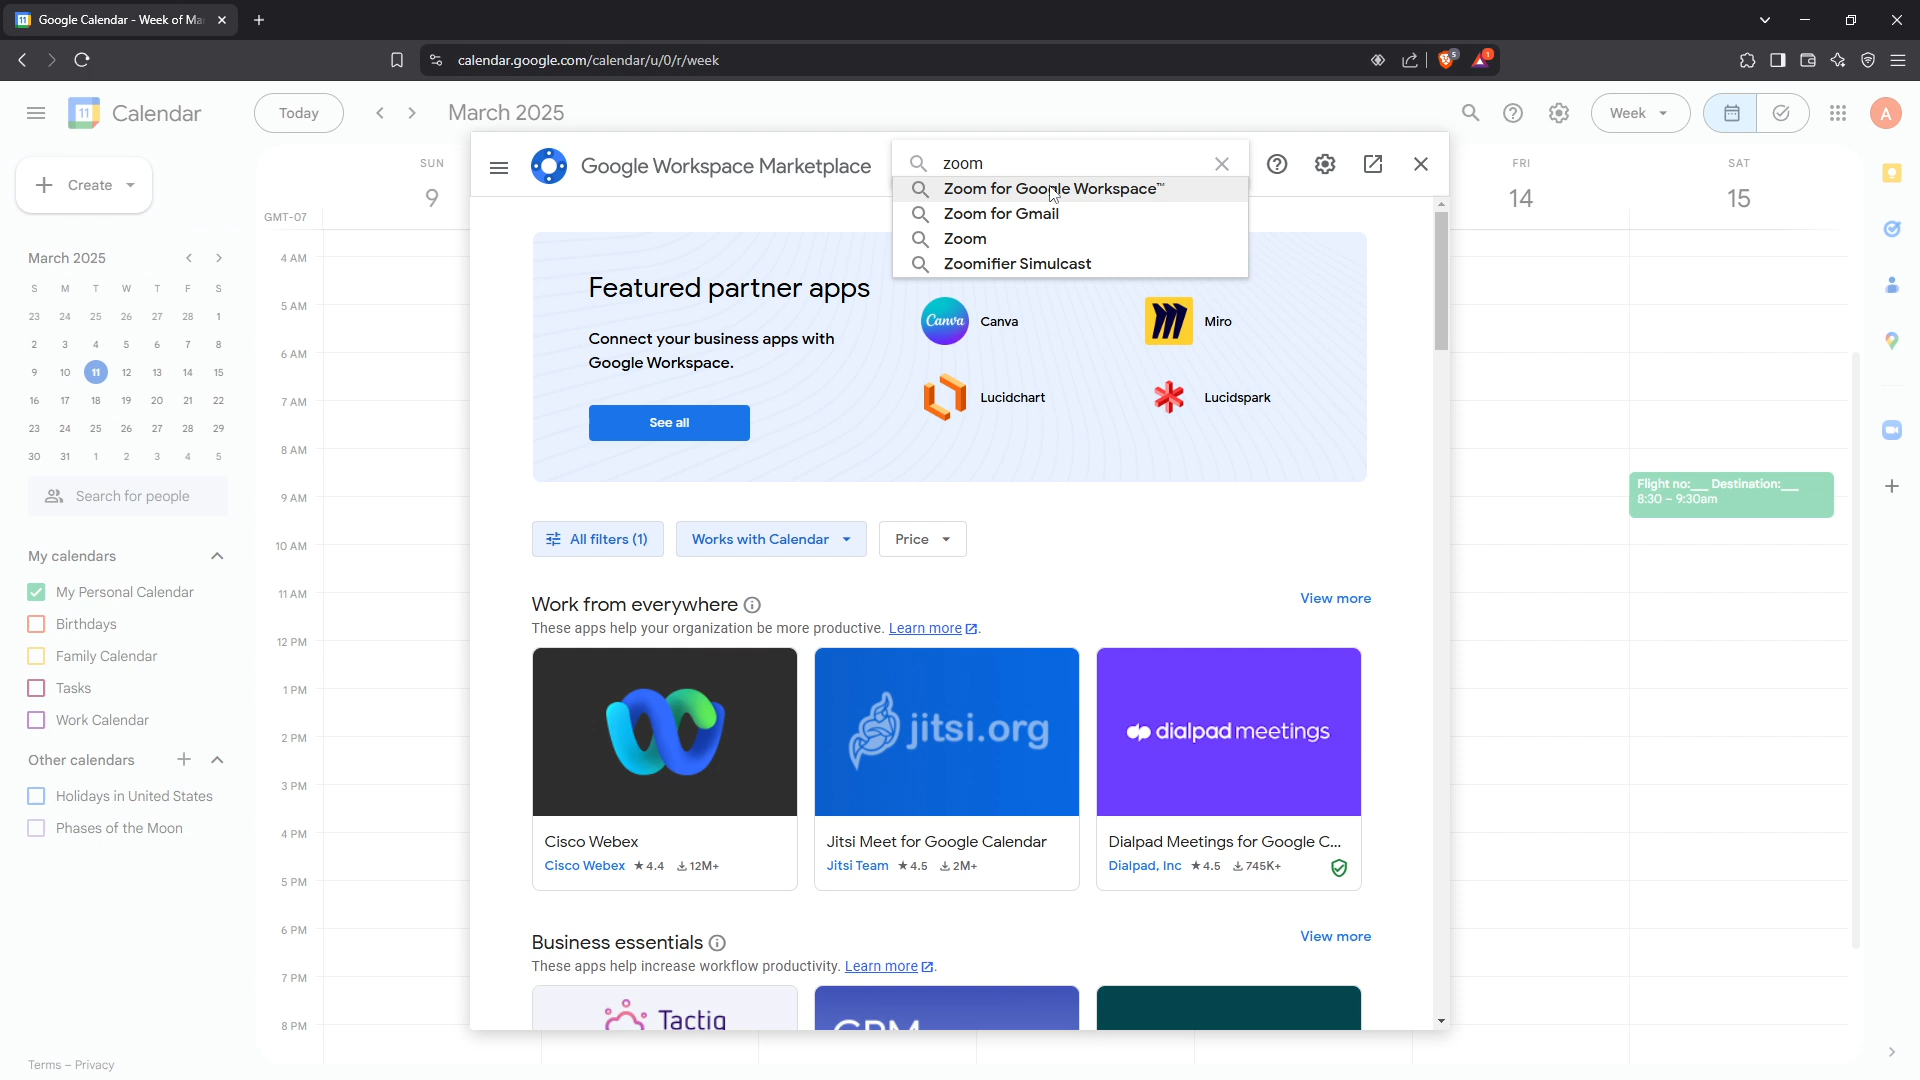 Google Calendar - Week of Ma
calendar.google.com/calendar/u/0/r/week
5
1
11
Calendar
Today
March 2025
Week
A
Create
GMT-07
SUN
9
FRI
14
SAT
15
March 2025
S M T W T F S
23 24 25 26 27 28 1
2 3 4 5 6 7 8
9 10 11 12 13 14 15
16 17 18 19 20 21 22
23 24 25 26 27 28 29
30 31 1 2 3 4 5
Search for people
My calendars
My Personal Calendar
Birthdays
Family Calendar
Tasks
Work Calendar
Other calendars
Holidays in United States
Phases of the Moon
Terms – Privacy
4 AM
5 AM
6 AM
7 AM
8 AM
9 AM
10 AM
11 AM
12 PM
1 PM
2 PM
3 PM
4 PM
5 PM
6 PM
7 PM
8 PM
Flight no:___ Destination:___
8:30 – 9:30am
Google Workspace Marketplace
zoom
Zoom for Google Workspace™
Zoom for Gmail
Zoom
Zoomifier Simulcast
Featured partner apps
Connect your business apps with
Google Workspace.
See all
Canva
Canva
Miro
Lucidchart
Lucidspark
All filters (1)
Works with Calendar
Price
Work from everywhere
View more
These apps help your organization be more productive. Learn more.
jitsi.org
dialpad meetings
Cisco Webex
Cisco Webex ★ 4.4 12M+
Jitsi Meet for Google Calendar
Jitsi Team ★ 4.5 2M+
Dialpad Meetings for Google C...
Dialpad, Inc ★ 4.5 745K+
Business essentials
View more
These apps help increase workflow productivity. Learn more.
Tactiq